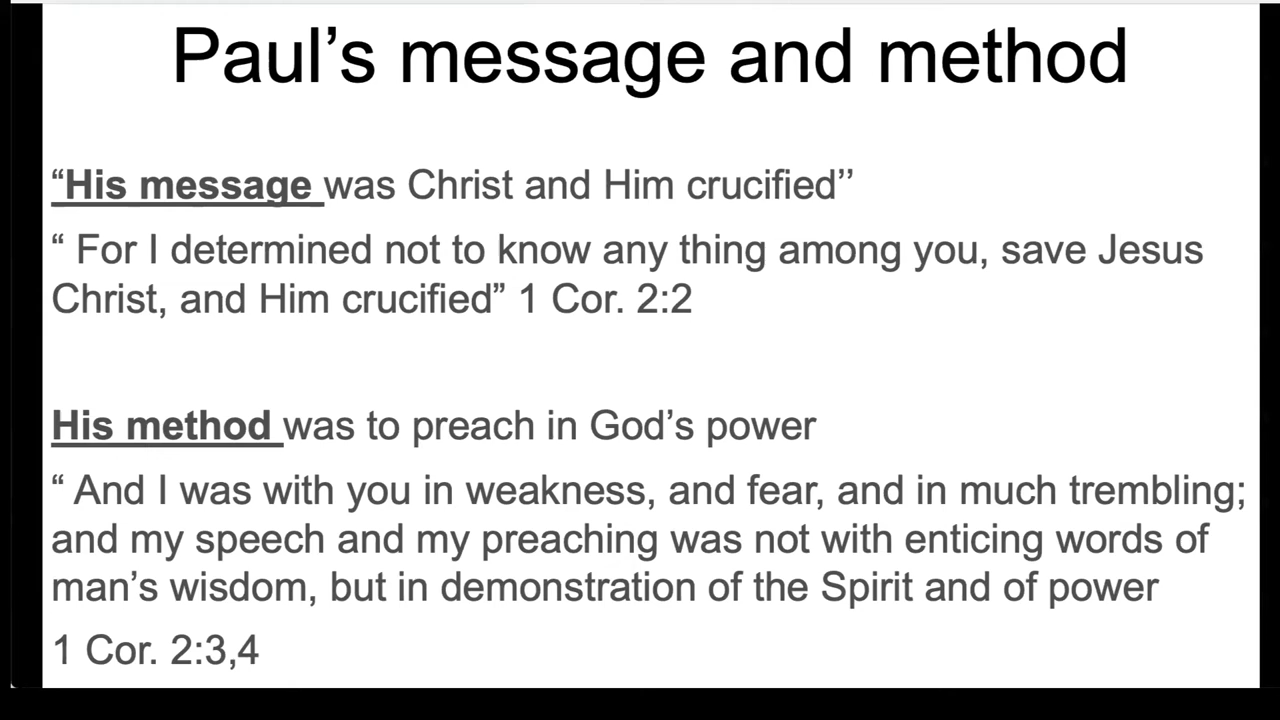 Paul’s message and method
“His message was Christ and Him crucified’’
“ For I determined not to know any thing among you, save Jesus
Christ, and Him crucified” 1 Cor. 2:2
His method was to preach in God’s power
“ And I was with you in weakness, and fear, and in much trembling;
and my speech and my preaching was not with enticing words of
man’s wisdom, but in demonstration of the Spirit and of power
1 Cor. 2:3,4